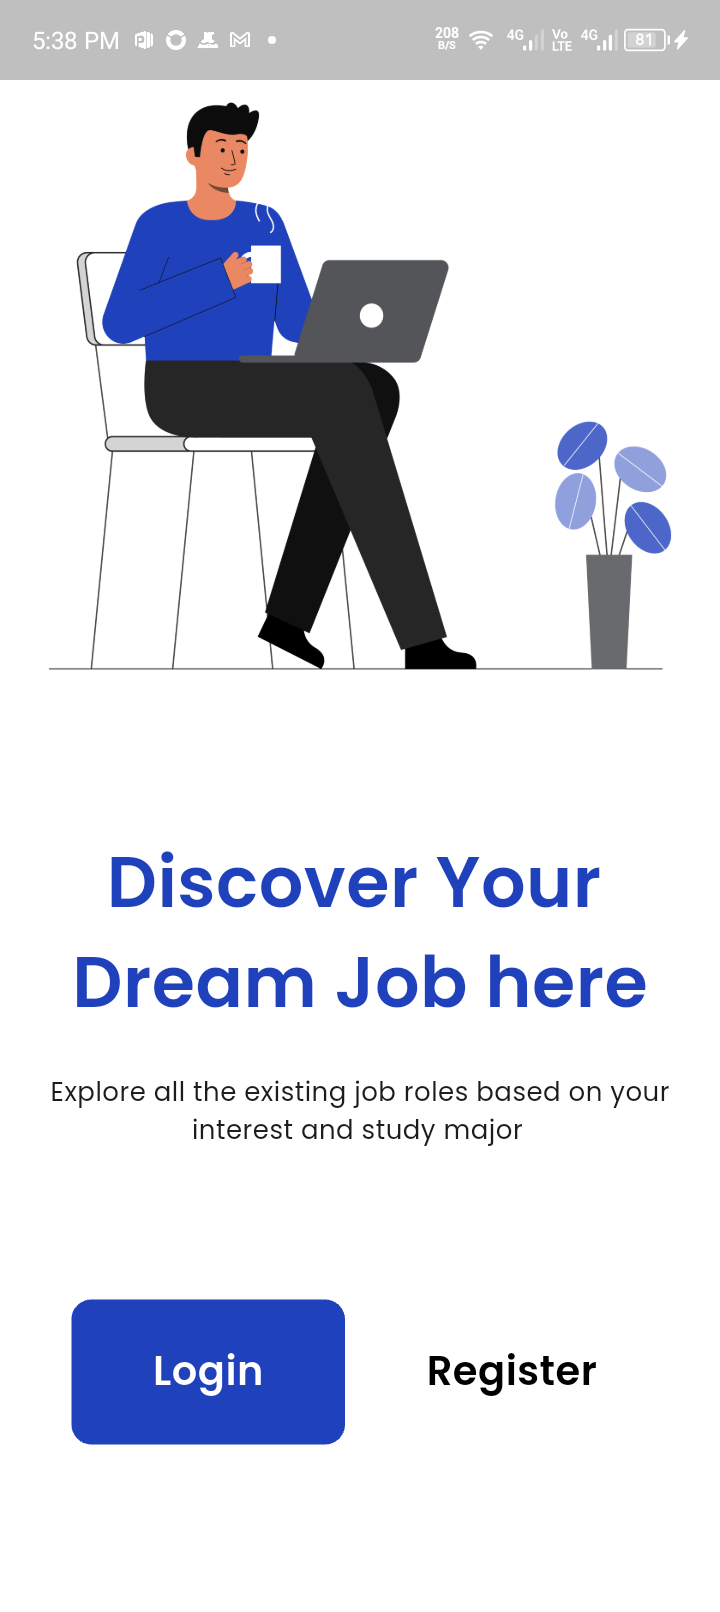 5:38 PM 208 B/S 4G Vo LTE 4G 81
Discover Your
Dream Job here
Explore all the existing job roles based on your
interest and study major
Login Register